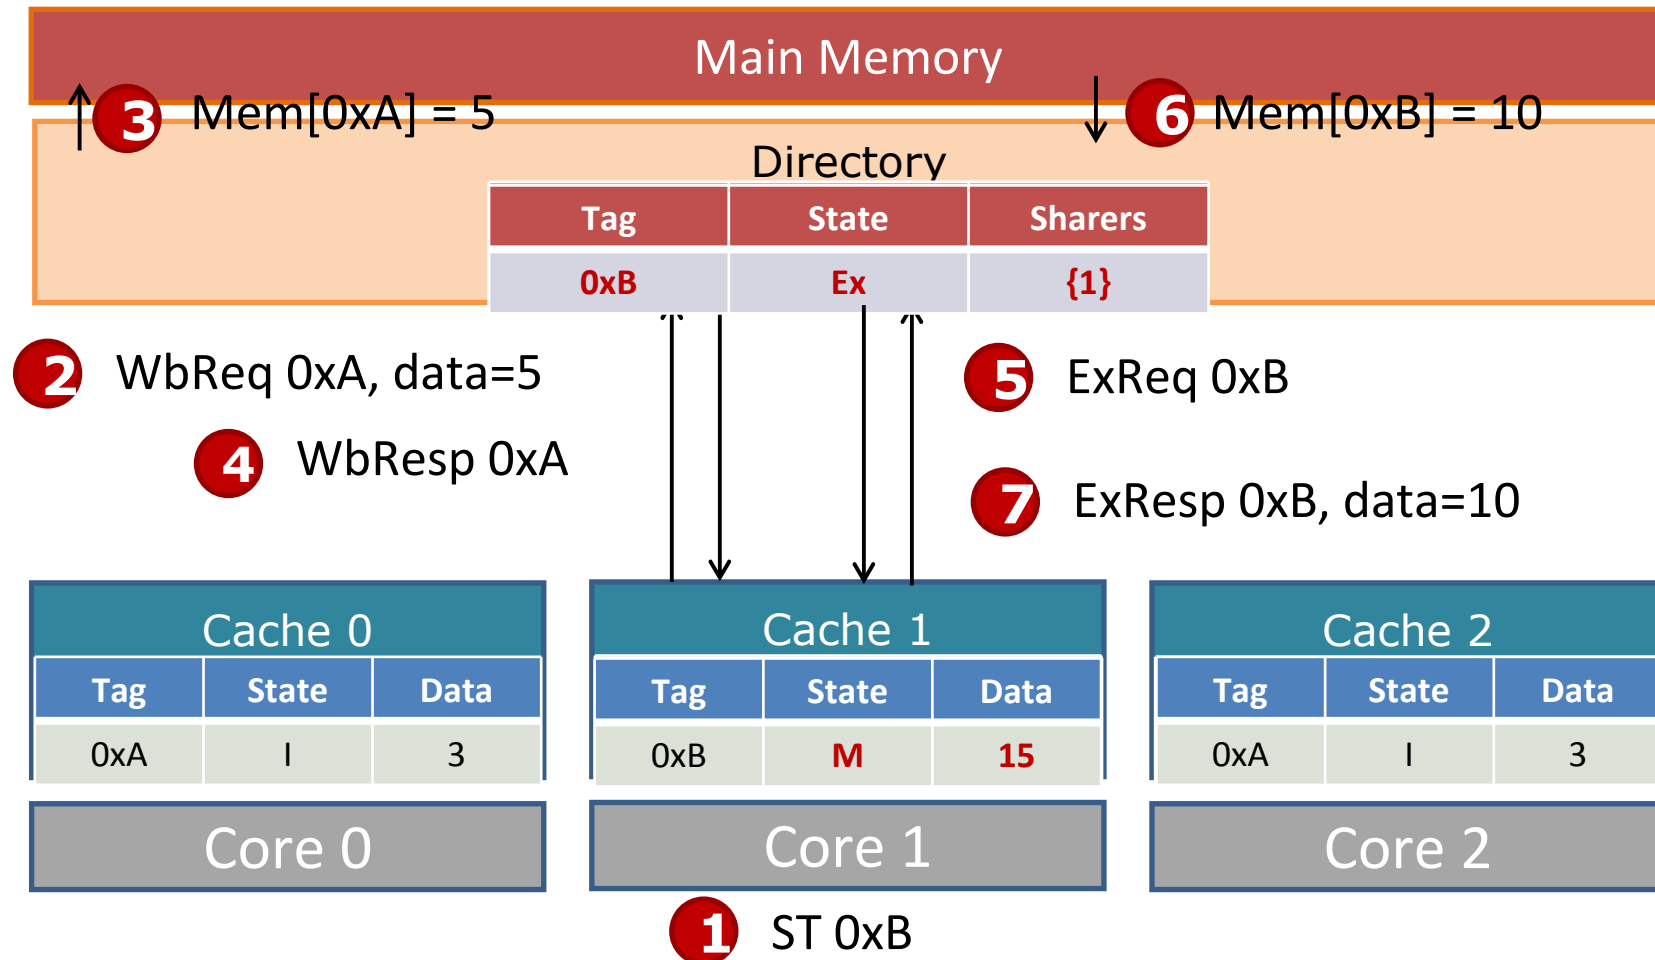 Main Memory
3 Mem[0xA] = 5
6 Mem[0xB] = 10
Directory
Tag State Sharers
0xB Ex {1}
2 WbReq 0xA, data=5
5 ExReq 0xB
4 WbResp 0xA
7 ExResp 0xB, data=10
Cache 0
Tag State Data
0xA I 3
Core 0
Cache 1
Tag State Data
0xB M 15
Core 1
Cache 2
Tag State Data
0xA I 3
Core 2
1 ST 0xB